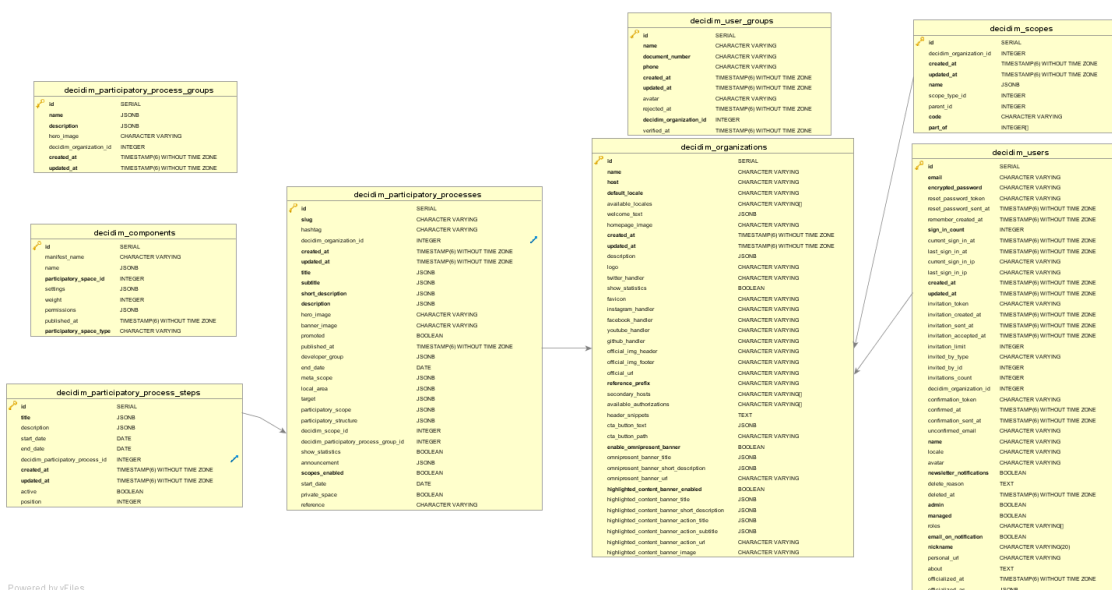 decidim_user_groups
id SERIAL
name CHARACTER VARYING
document_number CHARACTER VARYING
phone CHARACTER VARYING
created_at TIMESTAMP(6) WITHOUT TIME ZONE
updated_at TIMESTAMP(6) WITHOUT TIME ZONE
avatar CHARACTER VARYING
rejected_at TIMESTAMP(6) WITHOUT TIME ZONE
decidim_organization_id INTEGER
verified_at TIMESTAMP(6) WITHOUT TIME ZONE
decidim_scopes
id SERIAL
decidim_organization_id INTEGER
created_at TIMESTAMP(6) WITHOUT TIME ZONE
updated_at TIMESTAMP(6) WITHOUT TIME ZONE
name JSONB
scope_type_id INTEGER
parent_id INTEGER
code CHARACTER VARYING
part_of INTEGER[]
decidim_participatory_process_groups
id SERIAL
name JSONB
description JSONB
hero_image CHARACTER VARYING
decidim_organization_id INTEGER
created_at TIMESTAMP(6) WITHOUT TIME ZONE
updated_at TIMESTAMP(6) WITHOUT TIME ZONE
decidim_components
id SERIAL
manifest_name CHARACTER VARYING
name JSONB
participatory_space_id INTEGER
settings JSONB
weight INTEGER
permissions JSONB
published_at TIMESTAMP(6) WITHOUT TIME ZONE
participatory_space_type CHARACTER VARYING
decidim_participatory_process_steps
id SERIAL
title JSONB
description JSONB
start_date DATE
end_date DATE
decidim_participatory_process_id INTEGER
created_at TIMESTAMP(6) WITHOUT TIME ZONE
updated_at TIMESTAMP(6) WITHOUT TIME ZONE
active BOOLEAN
position INTEGER
decidim_participatory_processes
id SERIAL
slug CHARACTER VARYING
hashtag CHARACTER VARYING
decidim_organization_id INTEGER
created_at TIMESTAMP(6) WITHOUT TIME ZONE
updated_at TIMESTAMP(6) WITHOUT TIME ZONE
title JSONB
subtitle JSONB
short_description JSONB
description JSONB
hero_image CHARACTER VARYING
banner_image CHARACTER VARYING
promoted BOOLEAN
published_at TIMESTAMP(6) WITHOUT TIME ZONE
developer_group JSONB
end_date DATE
meta_scope JSONB
local_area JSONB
target JSONB
participatory_scope JSONB
participatory_structure JSONB
decidim_scope_id INTEGER
decidim_participatory_process_group_id INTEGER
show_statistics BOOLEAN
announcement JSONB
scopes_enabled BOOLEAN
start_date DATE
private_space BOOLEAN
reference CHARACTER VARYING
decidim_organizations
id SERIAL
name CHARACTER VARYING
host CHARACTER VARYING
default_locale CHARACTER VARYING
available_locales CHARACTER VARYING[]
welcome_text JSONB
homepage_image CHARACTER VARYING
created_at TIMESTAMP(6) WITHOUT TIME ZONE
updated_at TIMESTAMP(6) WITHOUT TIME ZONE
description JSONB
logo CHARACTER VARYING
twitter_handler CHARACTER VARYING
show_statistics BOOLEAN
favicon CHARACTER VARYING
instagram_handler CHARACTER VARYING
facebook_handler CHARACTER VARYING
youtube_handler CHARACTER VARYING
github_handler CHARACTER VARYING
official_img_header CHARACTER VARYING
official_img_footer CHARACTER VARYING
official_url CHARACTER VARYING
reference_prefix CHARACTER VARYING
secondary_hosts CHARACTER VARYING[]
available_authorizations CHARACTER VARYING[]
header_snippets TEXT
cta_button_text JSONB
cta_button_path CHARACTER VARYING
enable_omnipresent_banner BOOLEAN
omnipresent_banner_title JSONB
omnipresent_banner_short_description JSONB
omnipresent_banner_url CHARACTER VARYING
highlighted_content_banner_enabled BOOLEAN
highlighted_content_banner_title JSONB
highlighted_content_banner_short_description JSONB
highlighted_content_banner_action_title JSONB
highlighted_content_banner_action_subtitle JSONB
highlighted_content_banner_action_url CHARACTER VARYING
highlighted_content_banner_image CHARACTER VARYING
decidim_users
id SERIAL
email CHARACTER VARYING
encrypted_password CHARACTER VARYING
reset_password_token CHARACTER VARYING
reset_password_sent_at TIMESTAMP(6) WITHOUT TIME ZONE
remember_created_at TIMESTAMP(6) WITHOUT TIME ZONE
sign_in_count INTEGER
current_sign_in_at TIMESTAMP(6) WITHOUT TIME ZONE
last_sign_in_at TIMESTAMP(6) WITHOUT TIME ZONE
current_sign_in_ip CHARACTER VARYING
last_sign_in_ip CHARACTER VARYING
created_at TIMESTAMP(6) WITHOUT TIME ZONE
updated_at TIMESTAMP(6) WITHOUT TIME ZONE
invitation_token CHARACTER VARYING
invitation_created_at TIMESTAMP(6) WITHOUT TIME ZONE
invitation_sent_at TIMESTAMP(6) WITHOUT TIME ZONE
invitation_accepted_at TIMESTAMP(6) WITHOUT TIME ZONE
invitation_limit INTEGER
invited_by_type CHARACTER VARYING
invited_by_id INTEGER
invitations_count INTEGER
decidim_organization_id INTEGER
confirmation_token CHARACTER VARYING
confirmed_at TIMESTAMP(6) WITHOUT TIME ZONE
confirmation_sent_at TIMESTAMP(6) WITHOUT TIME ZONE
unconfirmed_email CHARACTER VARYING
name CHARACTER VARYING
locale CHARACTER VARYING
avatar CHARACTER VARYING
newsletter_notifications BOOLEAN
delete_reason TEXT
deleted_at TIMESTAMP(6) WITHOUT TIME ZONE
admin BOOLEAN
managed BOOLEAN
roles CHARACTER VARYING[]
email_on_notification BOOLEAN
nickname CHARACTER VARYING(20)
personal_url CHARACTER VARYING
about TEXT
officialized_at TIMESTAMP(6) WITHOUT TIME ZONE
Powered by yFiles